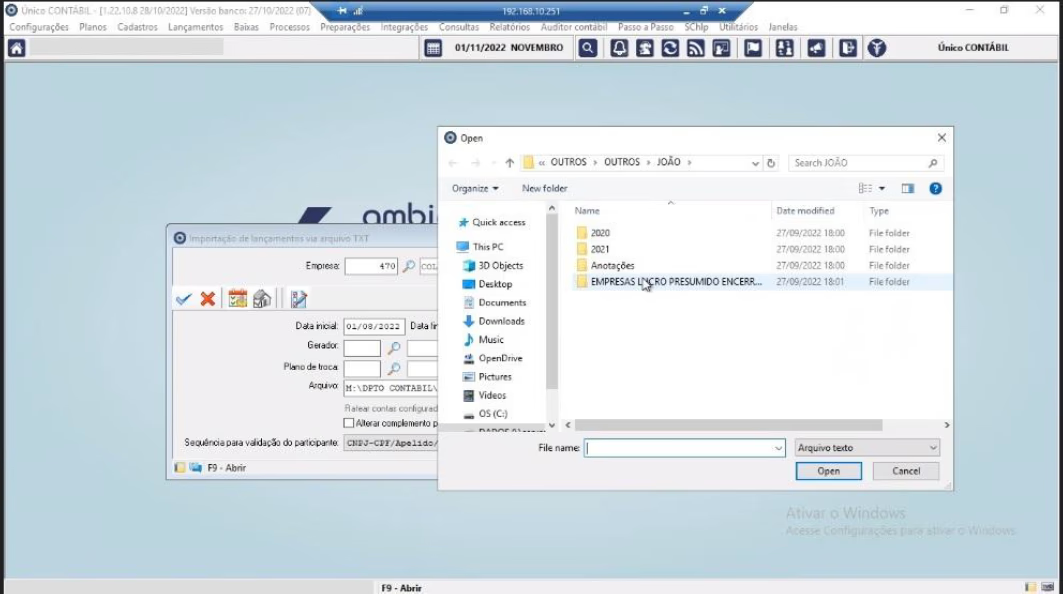 Único CONTÁBIL - [1.22.10.8 28/10/2022] Versão banco: 27/10/2022 (07)
192.168.10.251
Configurações Planos Cadastros Lançamentos Baixas Processos Preparações Integrações Consultas Relatórios Auditor contábil Passo a Passo SChip Utilitários Janelas
01/11/2022 NOVEMBRO
Único CONTÁBIL
Open
« OUTROS › OUTROS › JOÃO ›
Search JOÃO
Organize
New folder
Name Date modified Type
Quick access
This PC
3D Objects
Desktop
Documents
Downloads
Music
OpenDrive
Pictures
Videos
OS (C:)
2020 27/09/2022 18:00 File folder
2021 27/09/2022 18:00 File folder
Anotações 27/09/2022 18:00 File folder
EMPRESAS LUCRO PRESUMIDO ENCERR... 27/09/2022 18:01 File folder
File name:
Arquivo texto
Open
Cancel
ambi
Importação de lançamentos via arquivo TXT
Empresa: 470 COL
Data inicial: 01/08/2022 Data fir
Gerador:
Plano de troca:
Arquivo: M:\DPTO CONTABIL\
Ratear contas configurad
Alterar complemento p
Sequência para validação do participante: CNPJ-CPF/Apelido/
F9 - Abrir
Ativar o Windows
Acesse Configurações para ativar o Windows.
F9 - Abrir